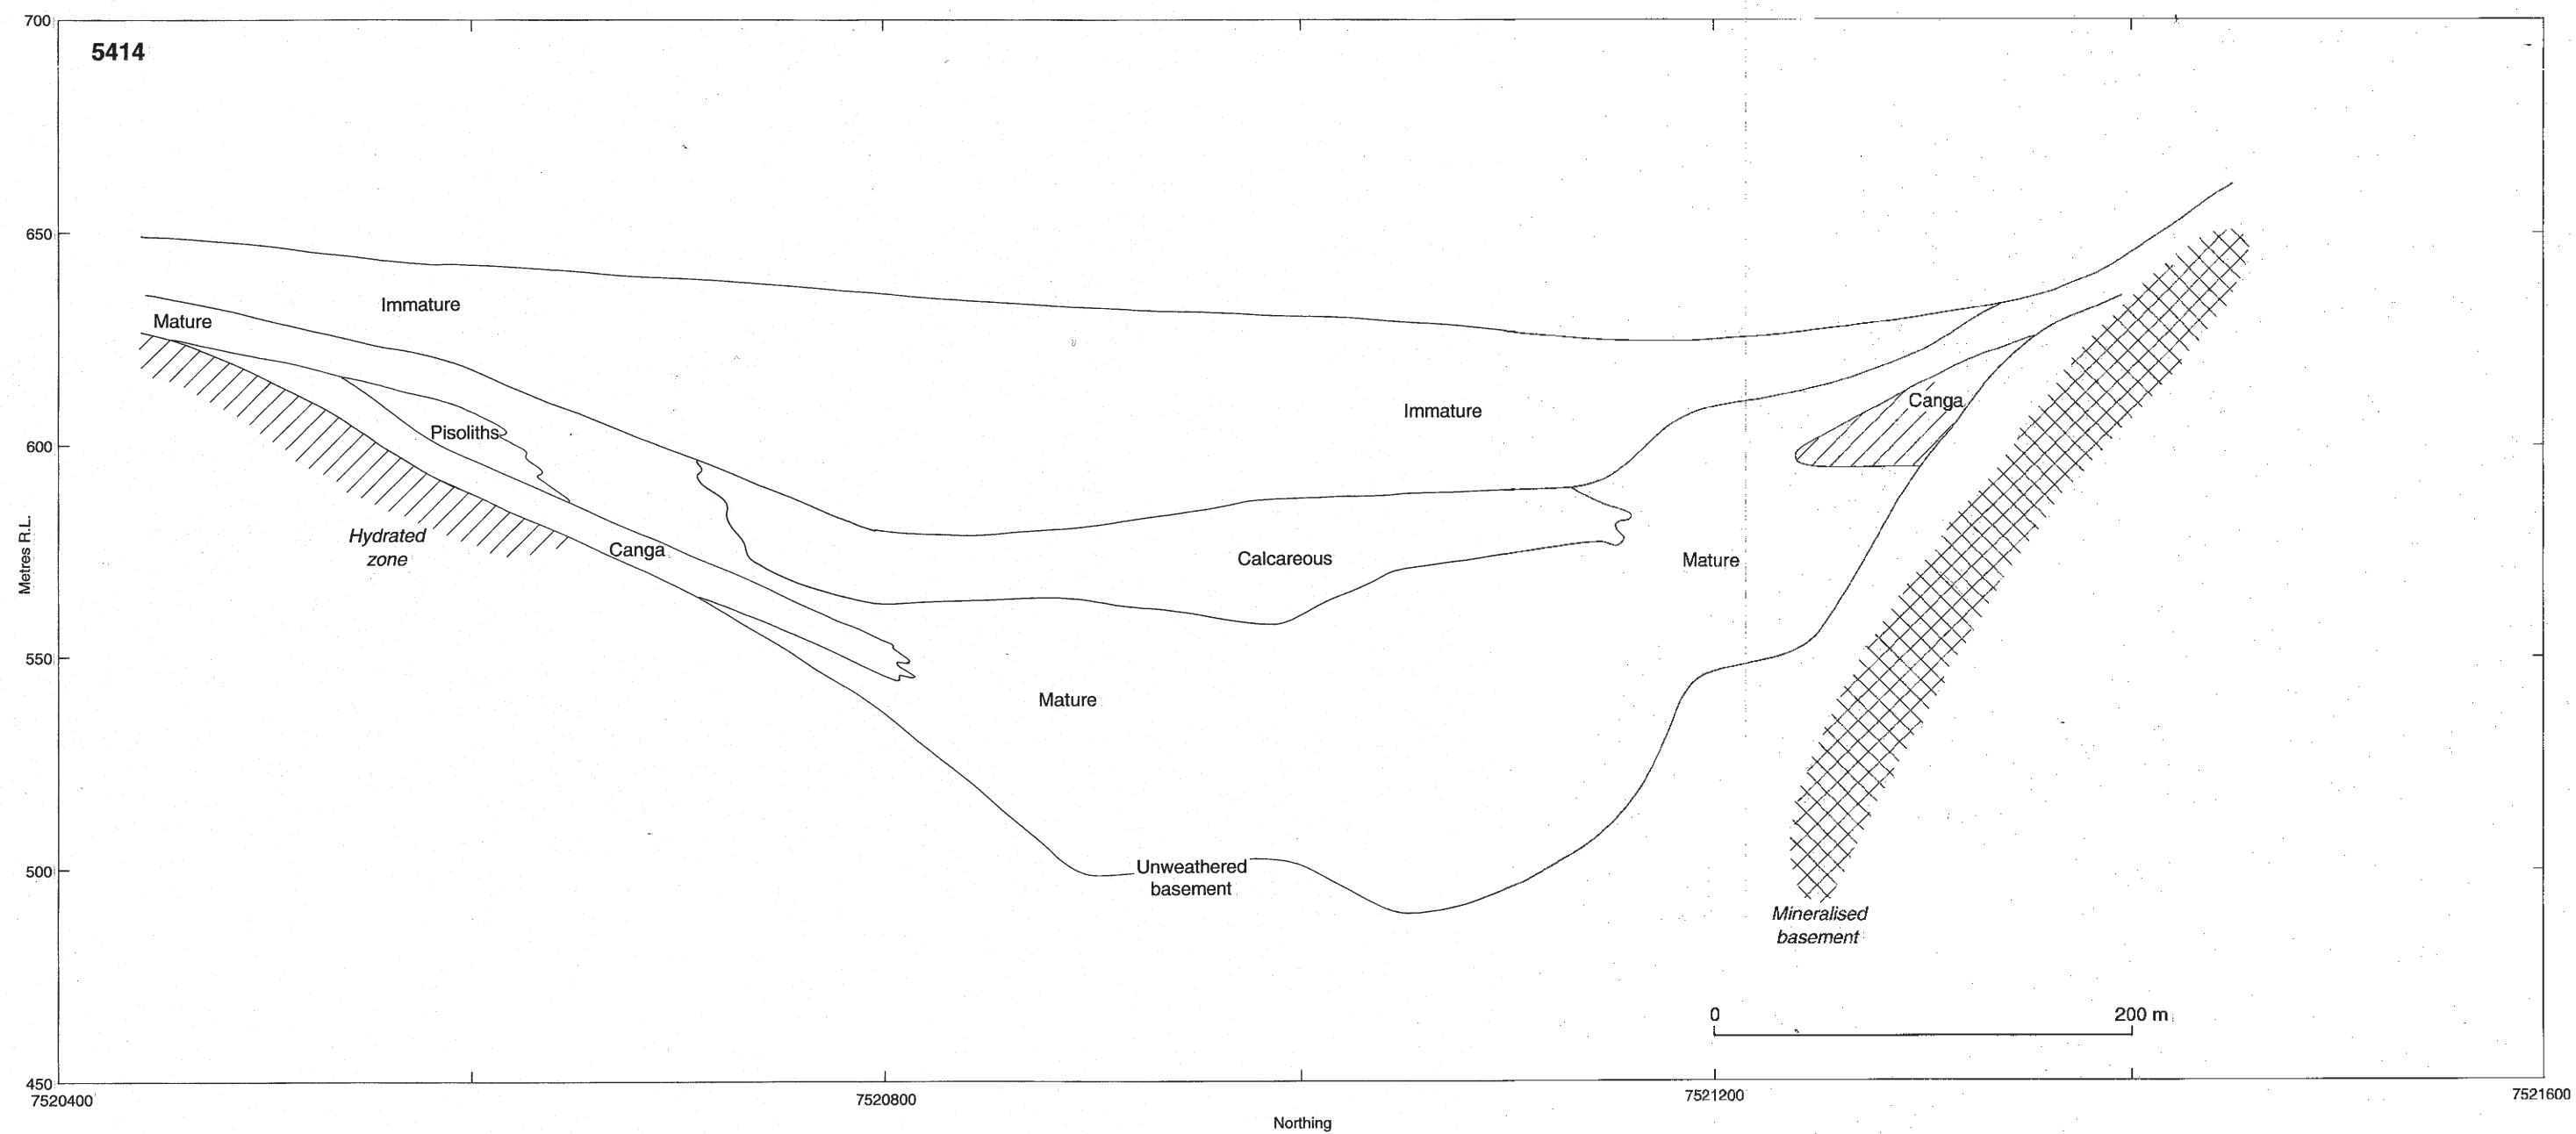 700
5414
650
Immature
Mature
Immature
Canga
Pisoliths
600
Hydrated
zone
Canga
Calcareous
Mature
Metres R.L.
550
Mature
Unweathered
basement
500
Mineralised
basement
0
200 m
450
7520400
7520800
7521200
7521600
Northing